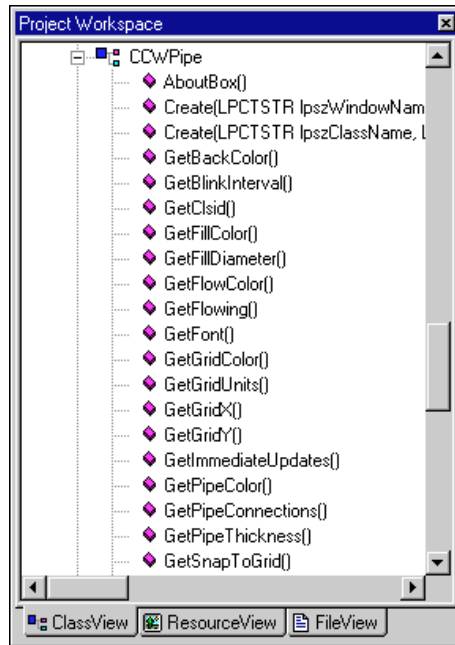 Project Workspace
CCWPipe
AboutBox()
Create(LPCTSTR lpszWindowNam
Create(LPCTSTR lpszClassName, L
GetBackColor()
GetBlinkInterval()
GetClsid()
GetFillColor()
GetFillDiameter()
GetFlowColor()
GetFlowing()
GetFont()
GetGridColor()
GetGridUnits()
GetGridX()
GetGridY()
GetImmediateUpdates()
GetPipeColor()
GetPipeConnections()
GetPipeThickness()
GetSnapToGrid()
ClassView ResourceView FileView